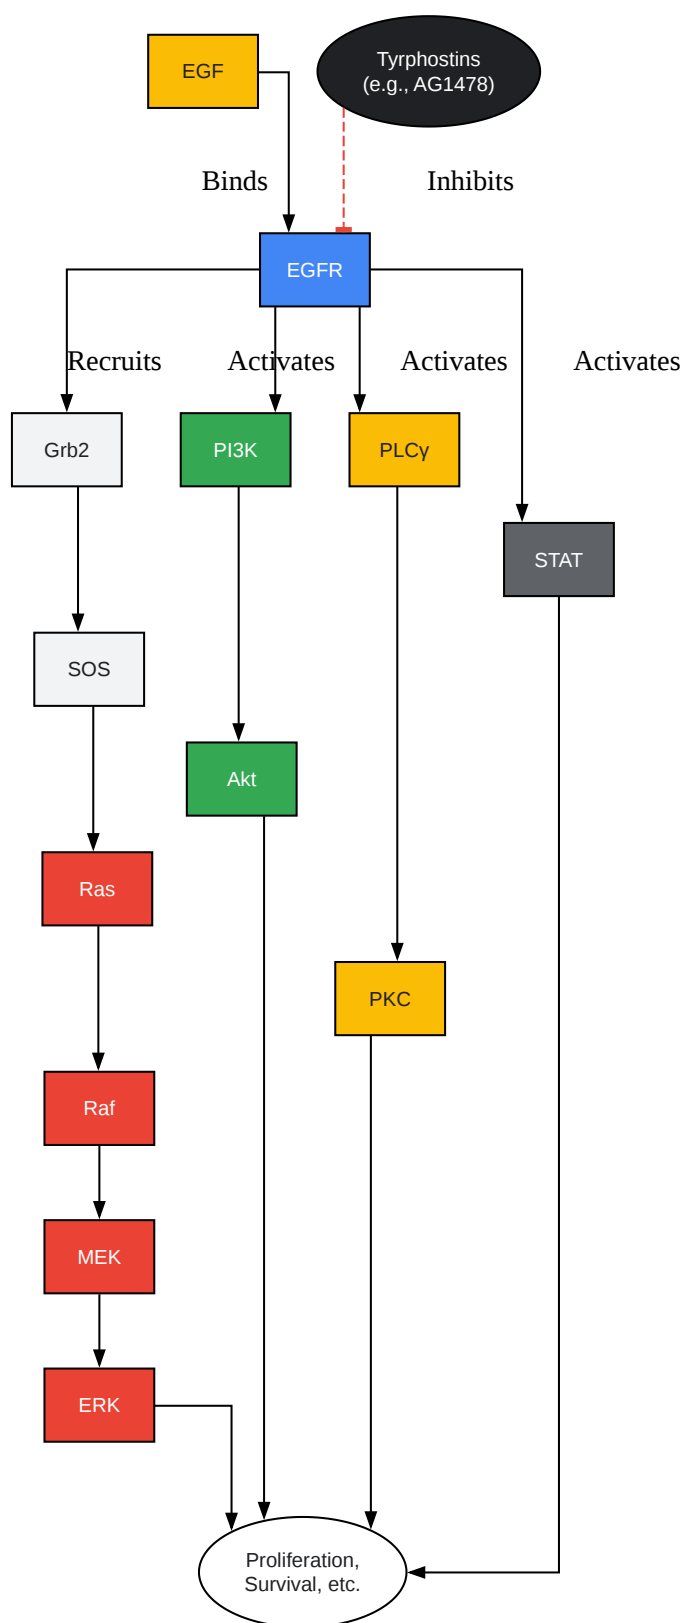 EGF
Tyrphostins
(e.g., AG1478)
Binds
Inhibits
EGFR
Recruits
Activates
Activates
Activates
Grb2
PI3K
PLCγ
STAT
SOS
Akt
Ras
PKC
Raf
MEK
ERK
Proliferation,
Survival, etc.